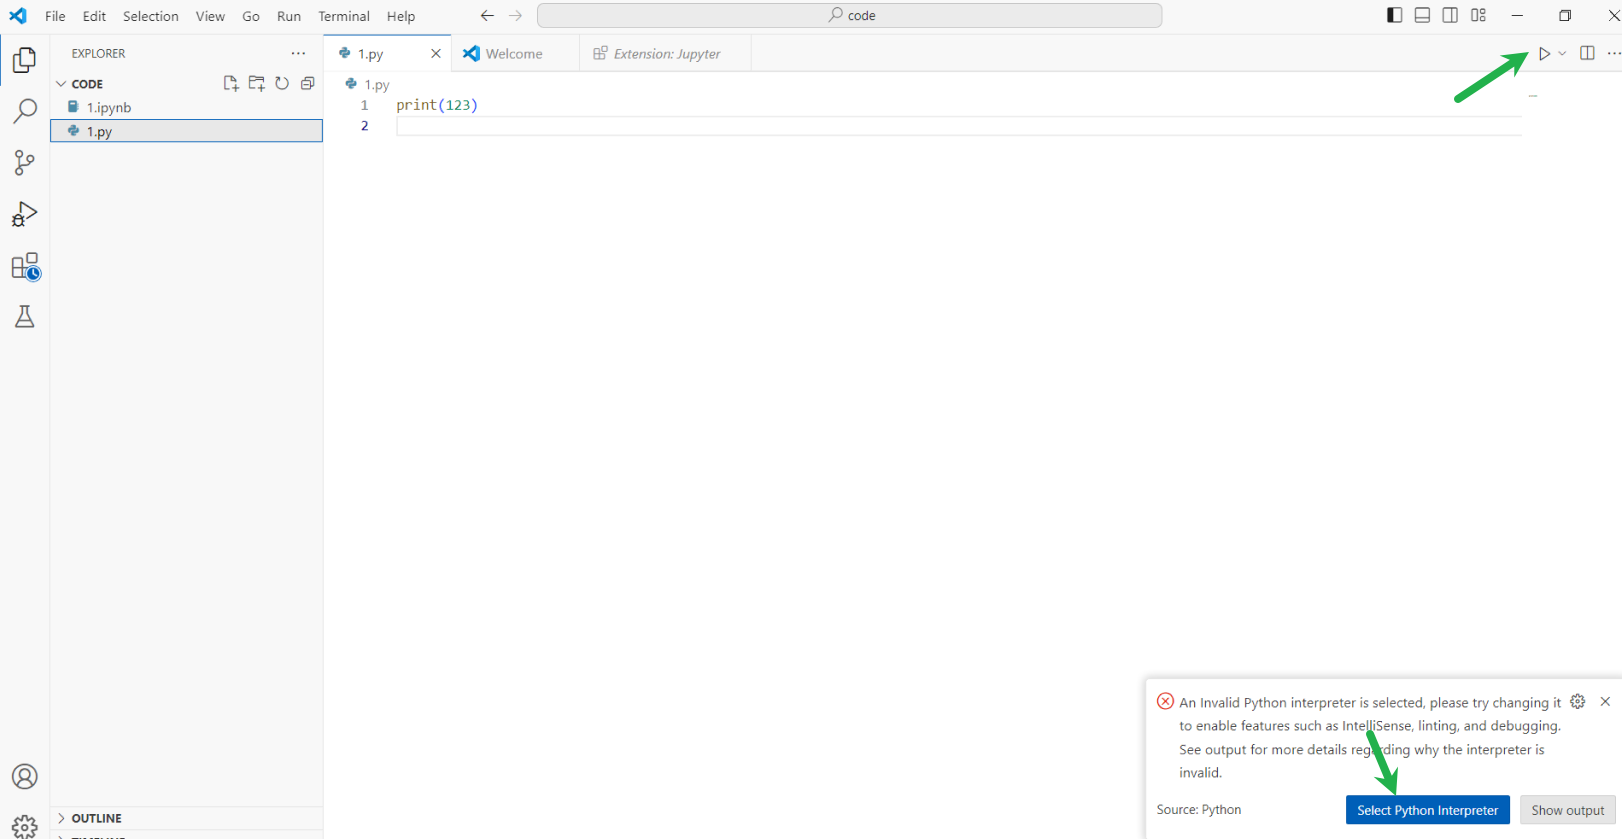 File Edit Selection View Go Run Terminal Help
code
EXPLORER
1.py
Welcome
Extension: Jupyter
CODE
1.ipynb
1.py
1.py
1 print(123)
2
An Invalid Python interpreter is selected, please try changing it
to enable features such as IntelliSense, linting, and debugging.
See output for more details regarding why the interpreter is
invalid.
Source: Python
Select Python Interpreter
Show output
OUTLINE